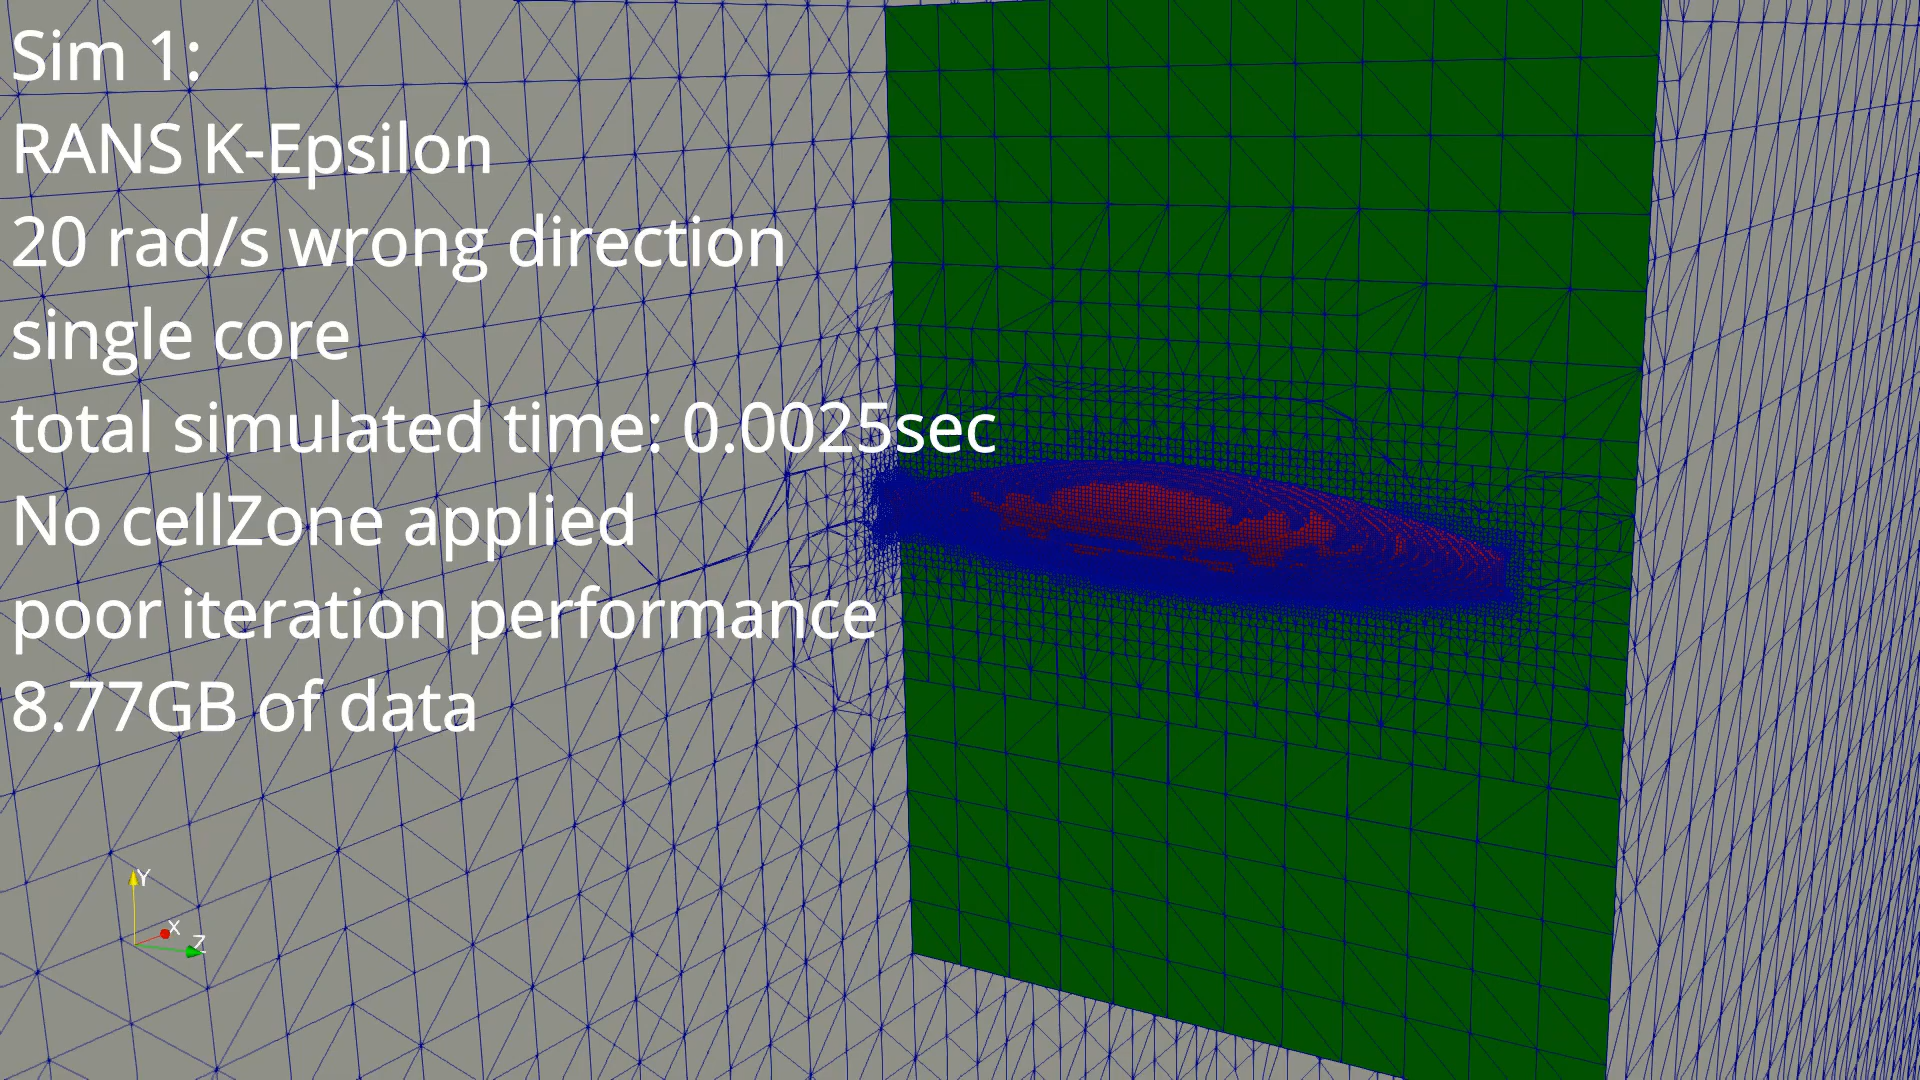 Sim 1:
RANS K-Epsilon
20 rad/s wrong direction
single core
total simulated time: 0.0025sec
No cellZone applied
poor iteration performance
8.77GB of data
Y
X
Z